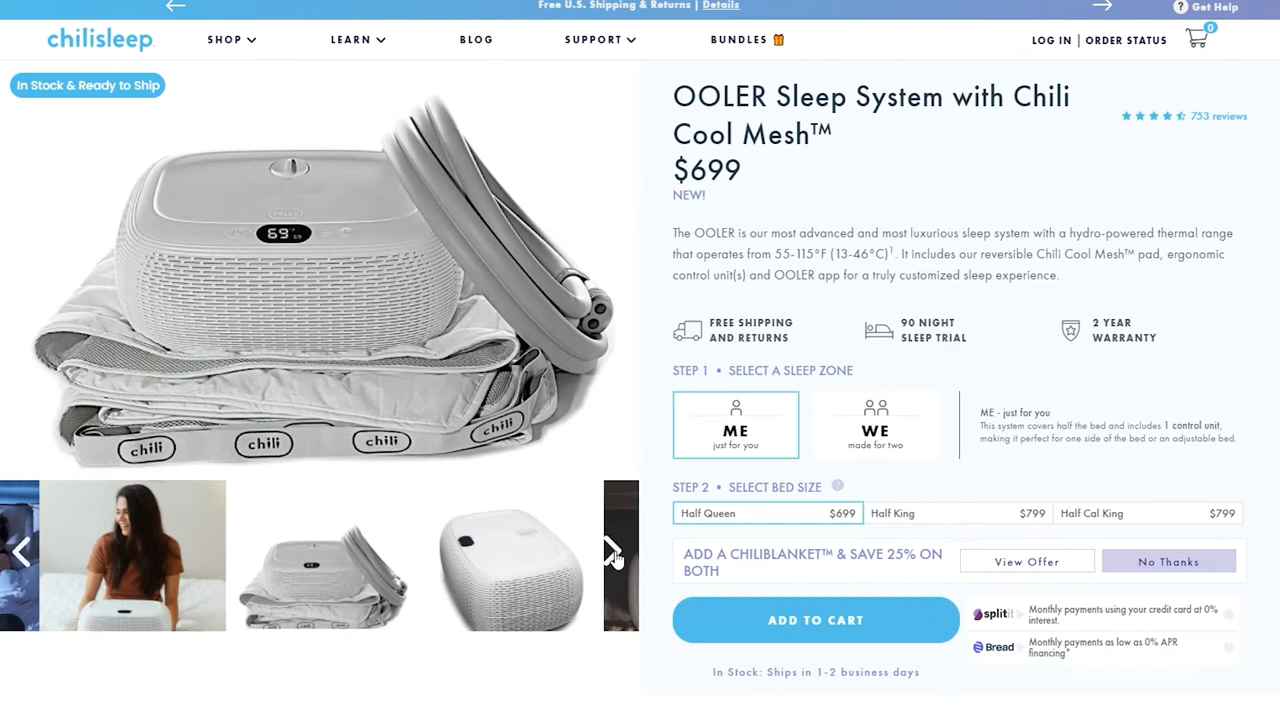 Free U.S. Shipping & Returns | Details
Get Help
chilisleep
SHOP
LEARN
BLOG
SUPPORT
BUNDLES
LOG IN | ORDER STATUS
0
In Stock & Ready to Ship
OOLER Sleep System with Chili
Cool Mesh™
753 reviews
$699
NEW!
The OOLER is our most advanced and most luxurious sleep system with a hydro-powered thermal range
that operates from 55-115°F (13-46°C)1. It includes our reversible Chili Cool Mesh™ pad, ergonomic
control unit(s) and OOLER app for a truly customized sleep experience.
FREE SHIPPING
AND RETURNS
90 NIGHT
SLEEP TRIAL
2 YEAR
WARRANTY
STEP 1 • SELECT A SLEEP ZONE
ME
just for you
WE
made for two
ME - just for you
This system covers half the bed and includes 1 control unit,
making it perfect for one side of the bed or an adjustable bed.
STEP 2 • SELECT BED SIZE
Half Queen $699
Half King $799
Half Cal King $799
ADD A CHILIBLANKET™ & SAVE 25% ON
BOTH
View Offer
No Thanks
ADD TO CART
splitit
Monthly payments using your credit card at 0%
interest.
Bread
Monthly payments as low as 0% APR
financing*
In Stock: Ships in 1-2 business days
OOLER
69°F
69
chili
chili
chili
chili